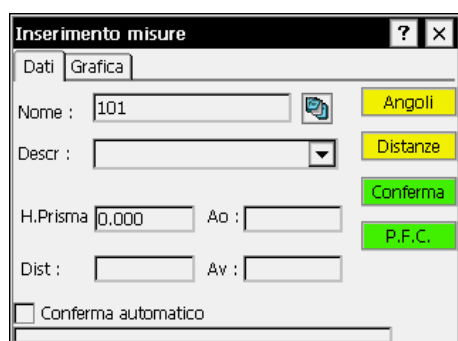 Inserimento misure ? ×
Dati Grafica
Nome : 101 Angoli
Descr : Distanze
Conferma
H.Prisma 0.000 Ao :
P.F.C.
Dist : Av :
Conferma automatico